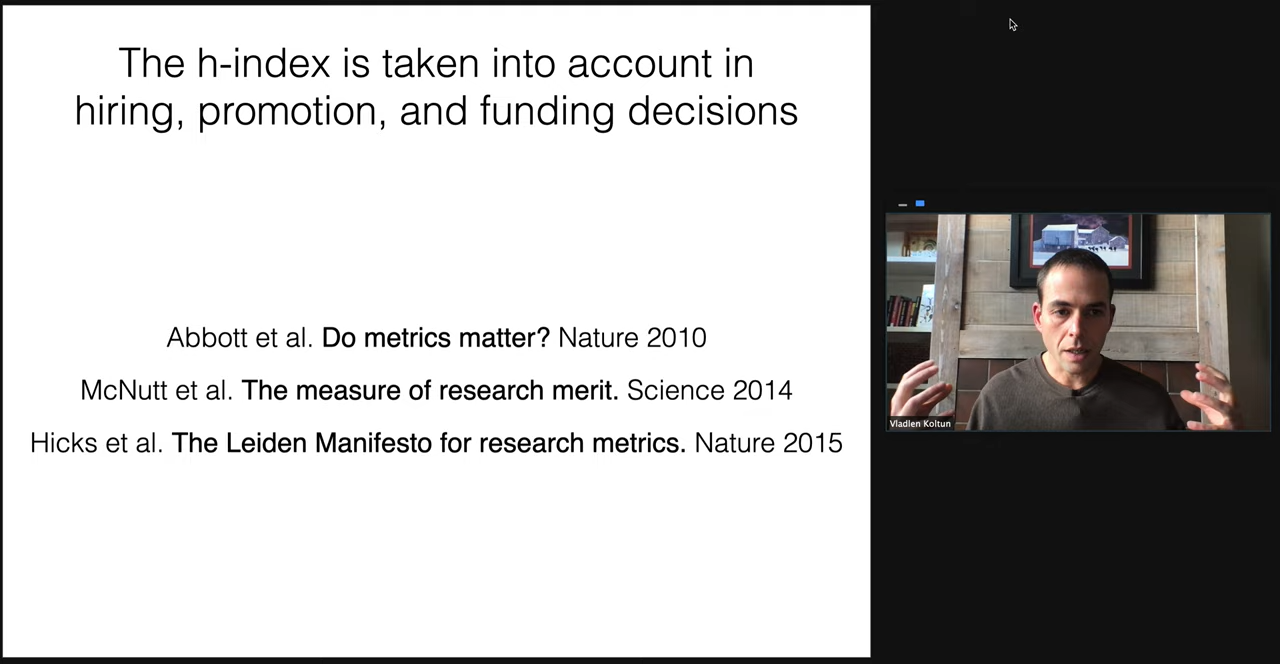 The h-index is taken into account in
hiring, promotion, and funding decisions
Abbott et al. Do metrics matter? Nature 2010
McNutt et al. The measure of research merit. Science 2014
Hicks et al. The Leiden Manifesto for research metrics. Nature 2015
Vladlen Koltun